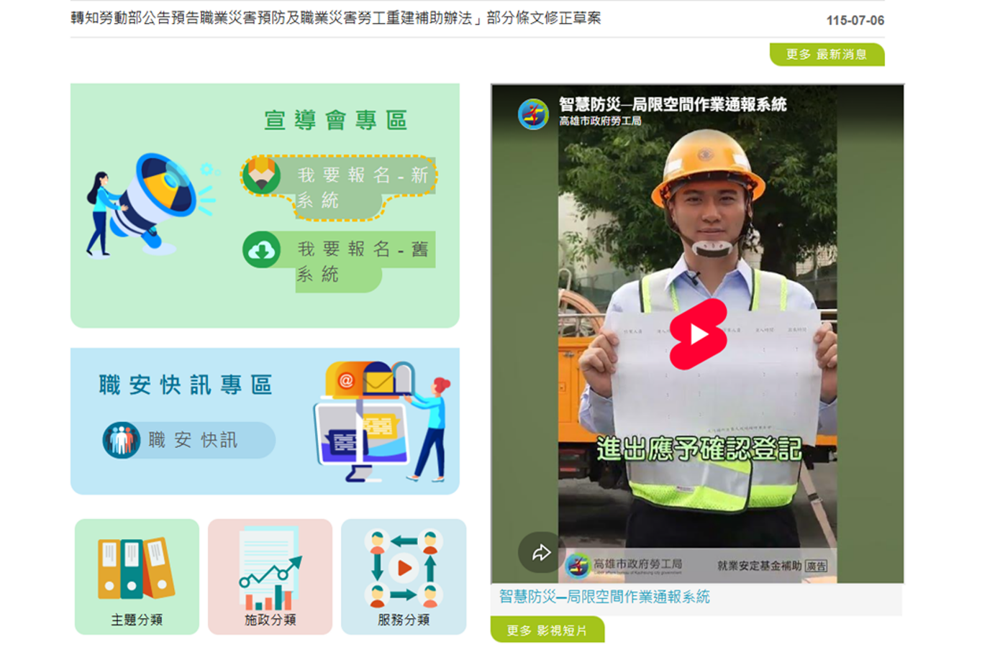 轉知勞動部公告預告職業災害預防及職業災害勞工重建補助辦法」部分條文修正草案
115-07-06
更多 最新消息
宣導會專區
我要報名-新
系統
我要報名-舊
系統
職安快訊專區
職安快訊
主題分類
施政分類
服務分類
智慧防災─局限空間作業通報系統
高雄市政府勞工局
進出應予確認登記
高雄市政府勞工局
就業安定基金補助 廣告
智慧防災─局限空間作業通報系統
更多 影視短片